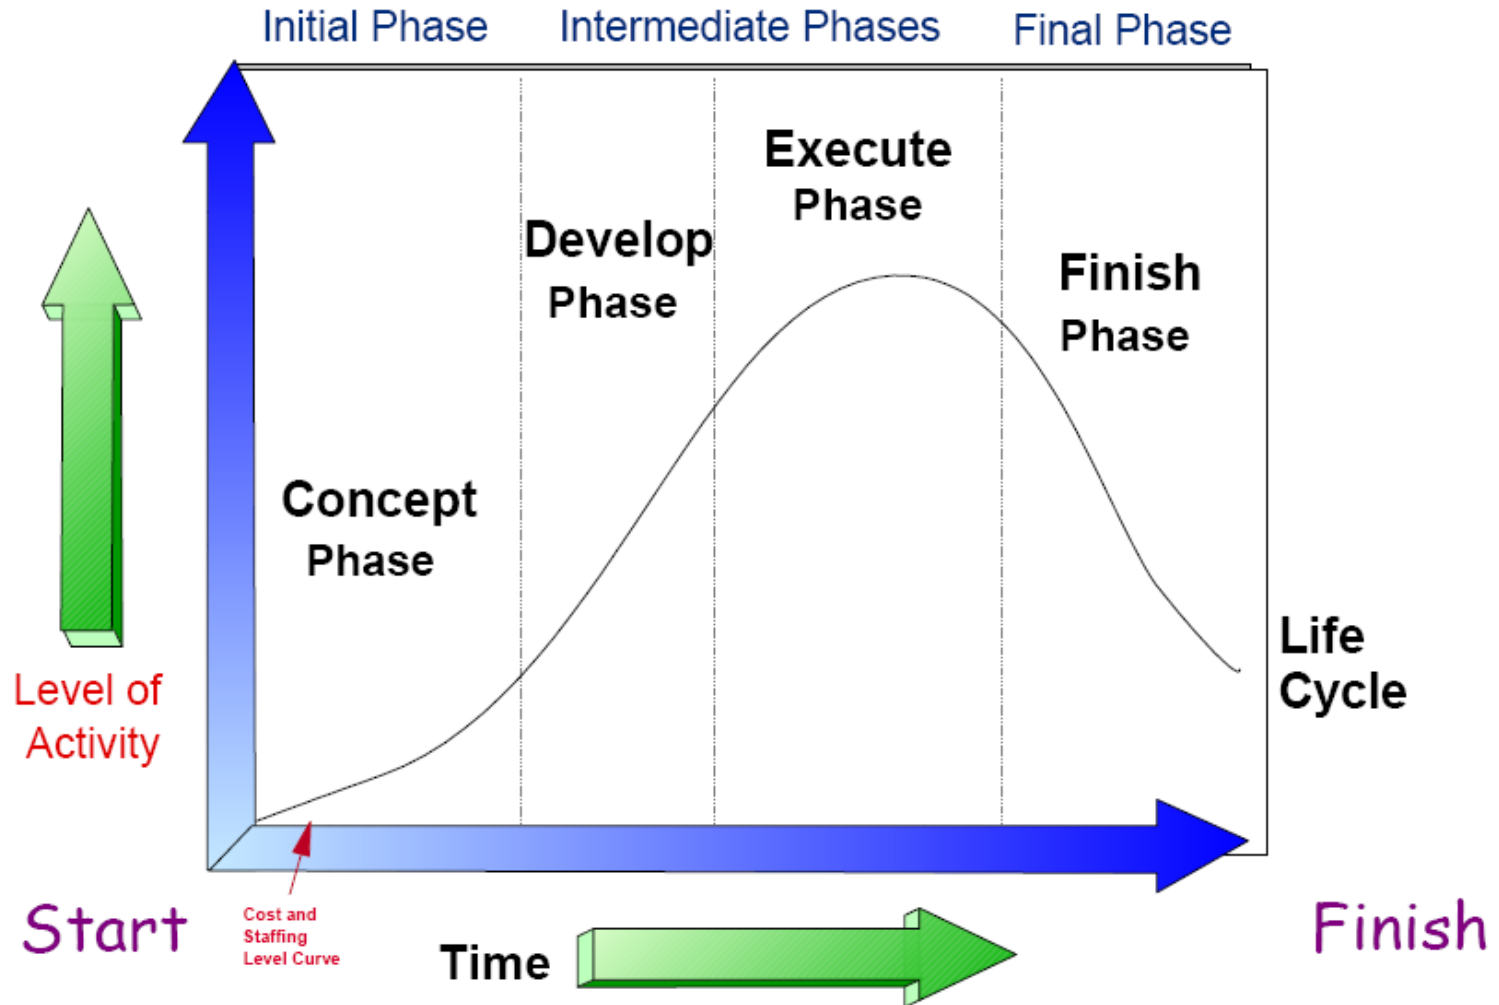 Initial Phase
Intermediate Phases
Final Phase
Execute
Phase
Develop
Phase
Finish
Phase
Concept
Phase
Life
Cycle
Level of
Activity
Start
Cost and
Staffing
Level Curve
Time
Finish